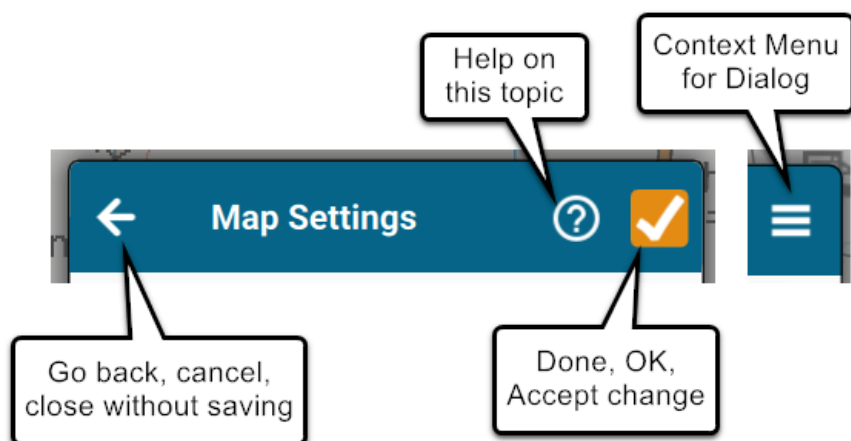 Help on
this topic
Context Menu
for Dialog
Map Settings
?
Go back, cancel,
close without saving
Done, OK,
Accept change